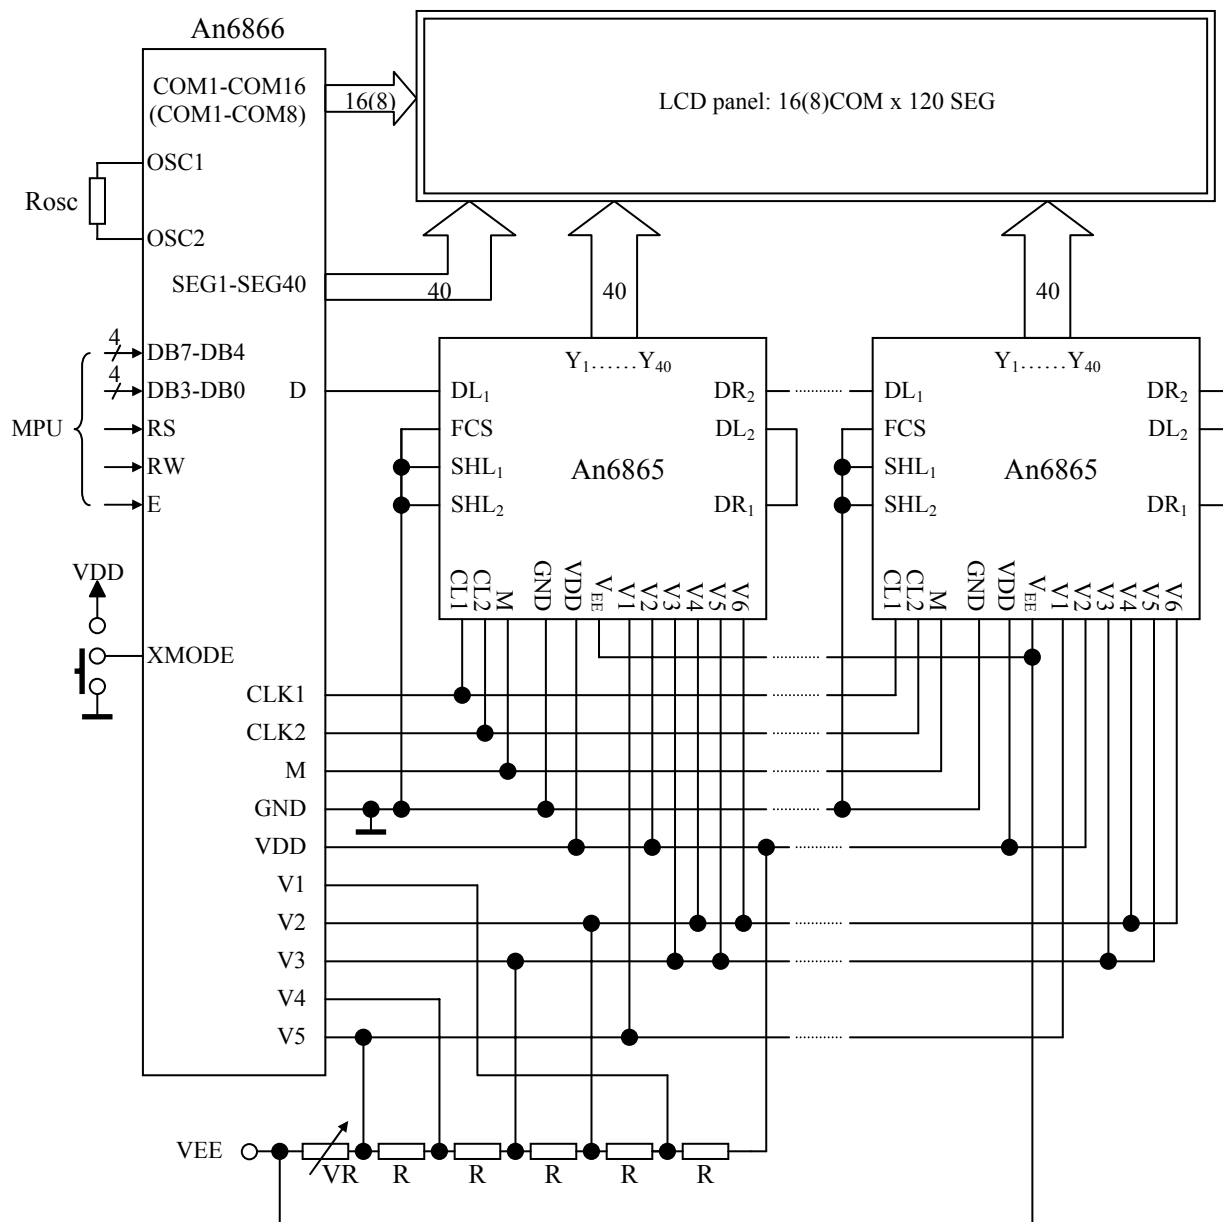 An6866
COM1-COM16
(COM1-COM8)
16(8)
LCD panel: 16(8)COM x 120 SEG
OSC1
Rosc
OSC2
SEG1-SEG40
40
40
40
4
DB7-DB4
4
DB3-DB0
D
MPU
RS
RW
E
VDD
XMODE
CLK1
CLK2
M
GND
VDD
V1
V2
V3
V4
V5
Y1......Y40
DL1
DR2
FCS
DL2
SHL1
An6865
SHL2
DR1
CL1
CL2
M
GND
VDD
VEE
V1
V2
V3
V4
V5
V6
Y1......Y40
DL1
DR2
FCS
DL2
SHL1
An6865
SHL2
DR1
CL1
CL2
M
GND
VDD
VEE
V1
V2
V3
V4
V5
V6
VEE
VR
R
R
R
R
R